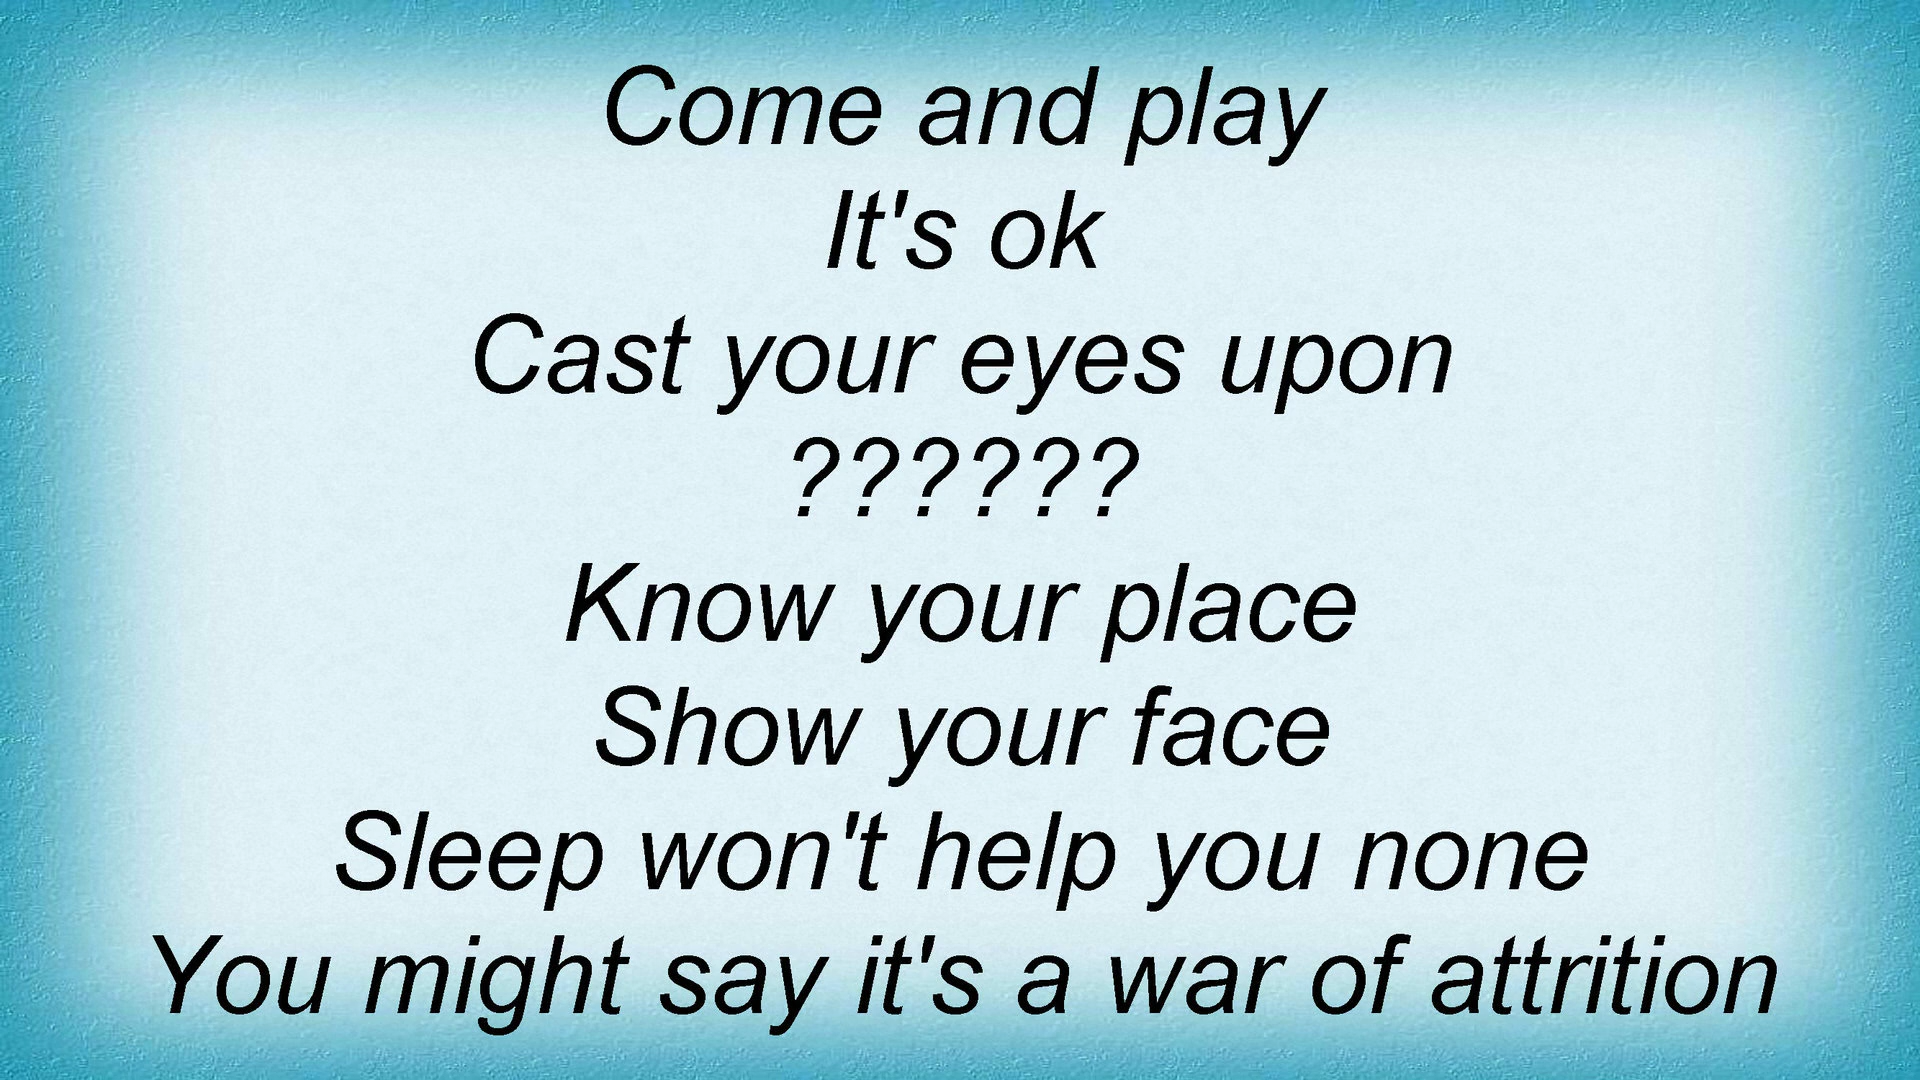 Come and play
It's ok
Cast your eyes upon
??????
Know your place
Show your face
Sleep won't help you none
You might say it's a war of attrition